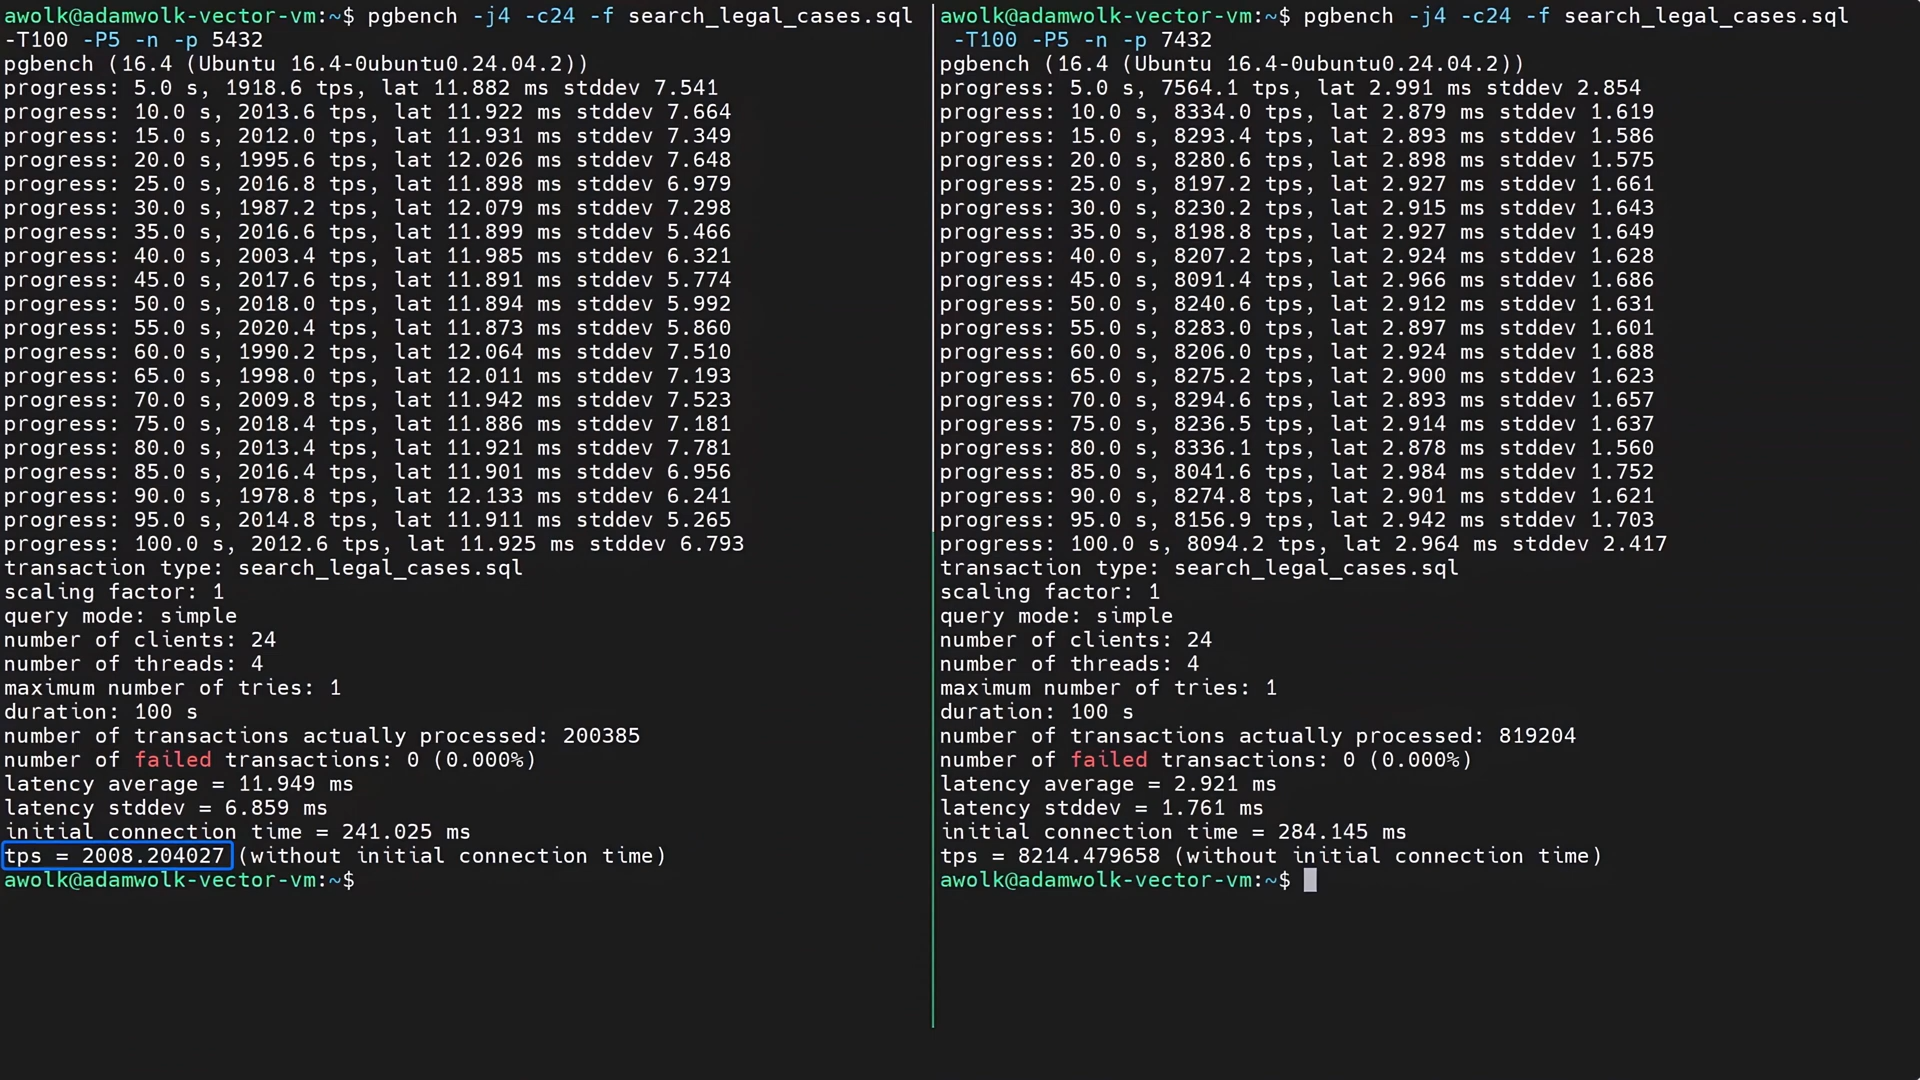 awolk@adamwolk-vector-vm:~$ pgbench -j4 -c24 -f search_legal_cases.sql
-T100 -P5 -n -p 5432
pgbench (16.4 (Ubuntu 16.4-0ubuntu0.24.04.2))
progress: 5.0 s, 1918.6 tps, lat 11.882 ms stddev 7.541
progress: 10.0 s, 2013.6 tps, lat 11.922 ms stddev 7.664
progress: 15.0 s, 2012.0 tps, lat 11.931 ms stddev 7.349
progress: 20.0 s, 1995.6 tps, lat 12.026 ms stddev 7.648
progress: 25.0 s, 2016.8 tps, lat 11.898 ms stddev 6.979
progress: 30.0 s, 1987.2 tps, lat 12.079 ms stddev 7.298
progress: 35.0 s, 2016.6 tps, lat 11.899 ms stddev 5.466
progress: 40.0 s, 2003.4 tps, lat 11.985 ms stddev 6.321
progress: 45.0 s, 2017.6 tps, lat 11.891 ms stddev 5.774
progress: 50.0 s, 2018.0 tps, lat 11.894 ms stddev 5.992
progress: 55.0 s, 2020.4 tps, lat 11.873 ms stddev 5.860
progress: 60.0 s, 1990.2 tps, lat 12.064 ms stddev 7.510
progress: 65.0 s, 1998.0 tps, lat 12.011 ms stddev 7.193
progress: 70.0 s, 2009.8 tps, lat 11.942 ms stddev 7.523
progress: 75.0 s, 2018.4 tps, lat 11.886 ms stddev 7.181
progress: 80.0 s, 2013.4 tps, lat 11.921 ms stddev 7.781
progress: 85.0 s, 2016.4 tps, lat 11.901 ms stddev 6.956
progress: 90.0 s, 1978.8 tps, lat 12.133 ms stddev 6.241
progress: 95.0 s, 2014.8 tps, lat 11.911 ms stddev 5.265
progress: 100.0 s, 2012.6 tps, lat 11.925 ms stddev 6.793
transaction type: search_legal_cases.sql
scaling factor: 1
query mode: simple
number of clients: 24
number of threads: 4
maximum number of tries: 1
duration: 100 s
number of transactions actually processed: 200385
number of failed transactions: 0 (0.000%)
latency average = 11.949 ms
latency stddev = 6.859 ms
initial connection time = 241.025 ms
tps = 2008.204027 (without initial connection time)
awolk@adamwolk-vector-vm:~$
awolk@adamwolk-vector-vm:~$ pgbench -j4 -c24 -f search_legal_cases.sql
-T100 -P5 -n -p 7432
pgbench (16.4 (Ubuntu 16.4-0ubuntu0.24.04.2))
progress: 5.0 s, 7564.1 tps, lat 2.991 ms stddev 2.854
progress: 10.0 s, 8334.0 tps, lat 2.879 ms stddev 1.619
progress: 15.0 s, 8293.4 tps, lat 2.893 ms stddev 1.586
progress: 20.0 s, 8280.6 tps, lat 2.898 ms stddev 1.575
progress: 25.0 s, 8197.2 tps, lat 2.927 ms stddev 1.661
progress: 30.0 s, 8230.2 tps, lat 2.915 ms stddev 1.643
progress: 35.0 s, 8198.8 tps, lat 2.927 ms stddev 1.649
progress: 40.0 s, 8207.2 tps, lat 2.924 ms stddev 1.628
progress: 45.0 s, 8091.4 tps, lat 2.966 ms stddev 1.686
progress: 50.0 s, 8240.6 tps, lat 2.912 ms stddev 1.631
progress: 55.0 s, 8283.0 tps, lat 2.897 ms stddev 1.601
progress: 60.0 s, 8206.0 tps, lat 2.924 ms stddev 1.688
progress: 65.0 s, 8275.2 tps, lat 2.900 ms stddev 1.623
progress: 70.0 s, 8294.6 tps, lat 2.893 ms stddev 1.657
progress: 75.0 s, 8236.5 tps, lat 2.914 ms stddev 1.637
progress: 80.0 s, 8336.1 tps, lat 2.878 ms stddev 1.560
progress: 85.0 s, 8041.6 tps, lat 2.984 ms stddev 1.752
progress: 90.0 s, 8274.8 tps, lat 2.901 ms stddev 1.621
progress: 95.0 s, 8156.9 tps, lat 2.942 ms stddev 1.703
progress: 100.0 s, 8094.2 tps, lat 2.964 ms stddev 2.417
transaction type: search_legal_cases.sql
scaling factor: 1
query mode: simple
number of clients: 24
number of threads: 4
maximum number of tries: 1
duration: 100 s
number of transactions actually processed: 819204
number of failed transactions: 0 (0.000%)
latency average = 2.921 ms
latency stddev = 1.761 ms
initial connection time = 284.145 ms
tps = 8214.479658 (without initial connection time)
awolk@adamwolk-vector-vm:~$